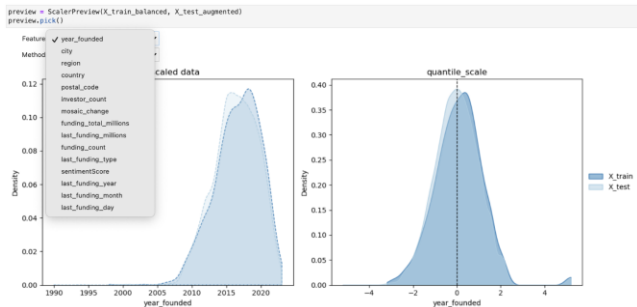 preview = ScalerPreview(X_train_balanced, X_test_augmented)
preview.pick()
Feature
Method
✓ year_founded
city
region
country
postal_code
investor_count
mosaic_change
funding_total_millions
last_funding_millions
funding_count
last_funding_type
sentimentScore
last_funding_year
last_funding_month
last_funding_day
caled data
Density
0.12
0.10
0.08
0.06
0.04
0.02
0.00
1990 1995 2000 2005 2010 2015 2020
year_founded
quantile_scale
Density
0.40
0.35
0.30
0.25
0.20
0.15
0.10
0.05
0.00
−4 −2 0 2 4
year_founded
X_train
X_test